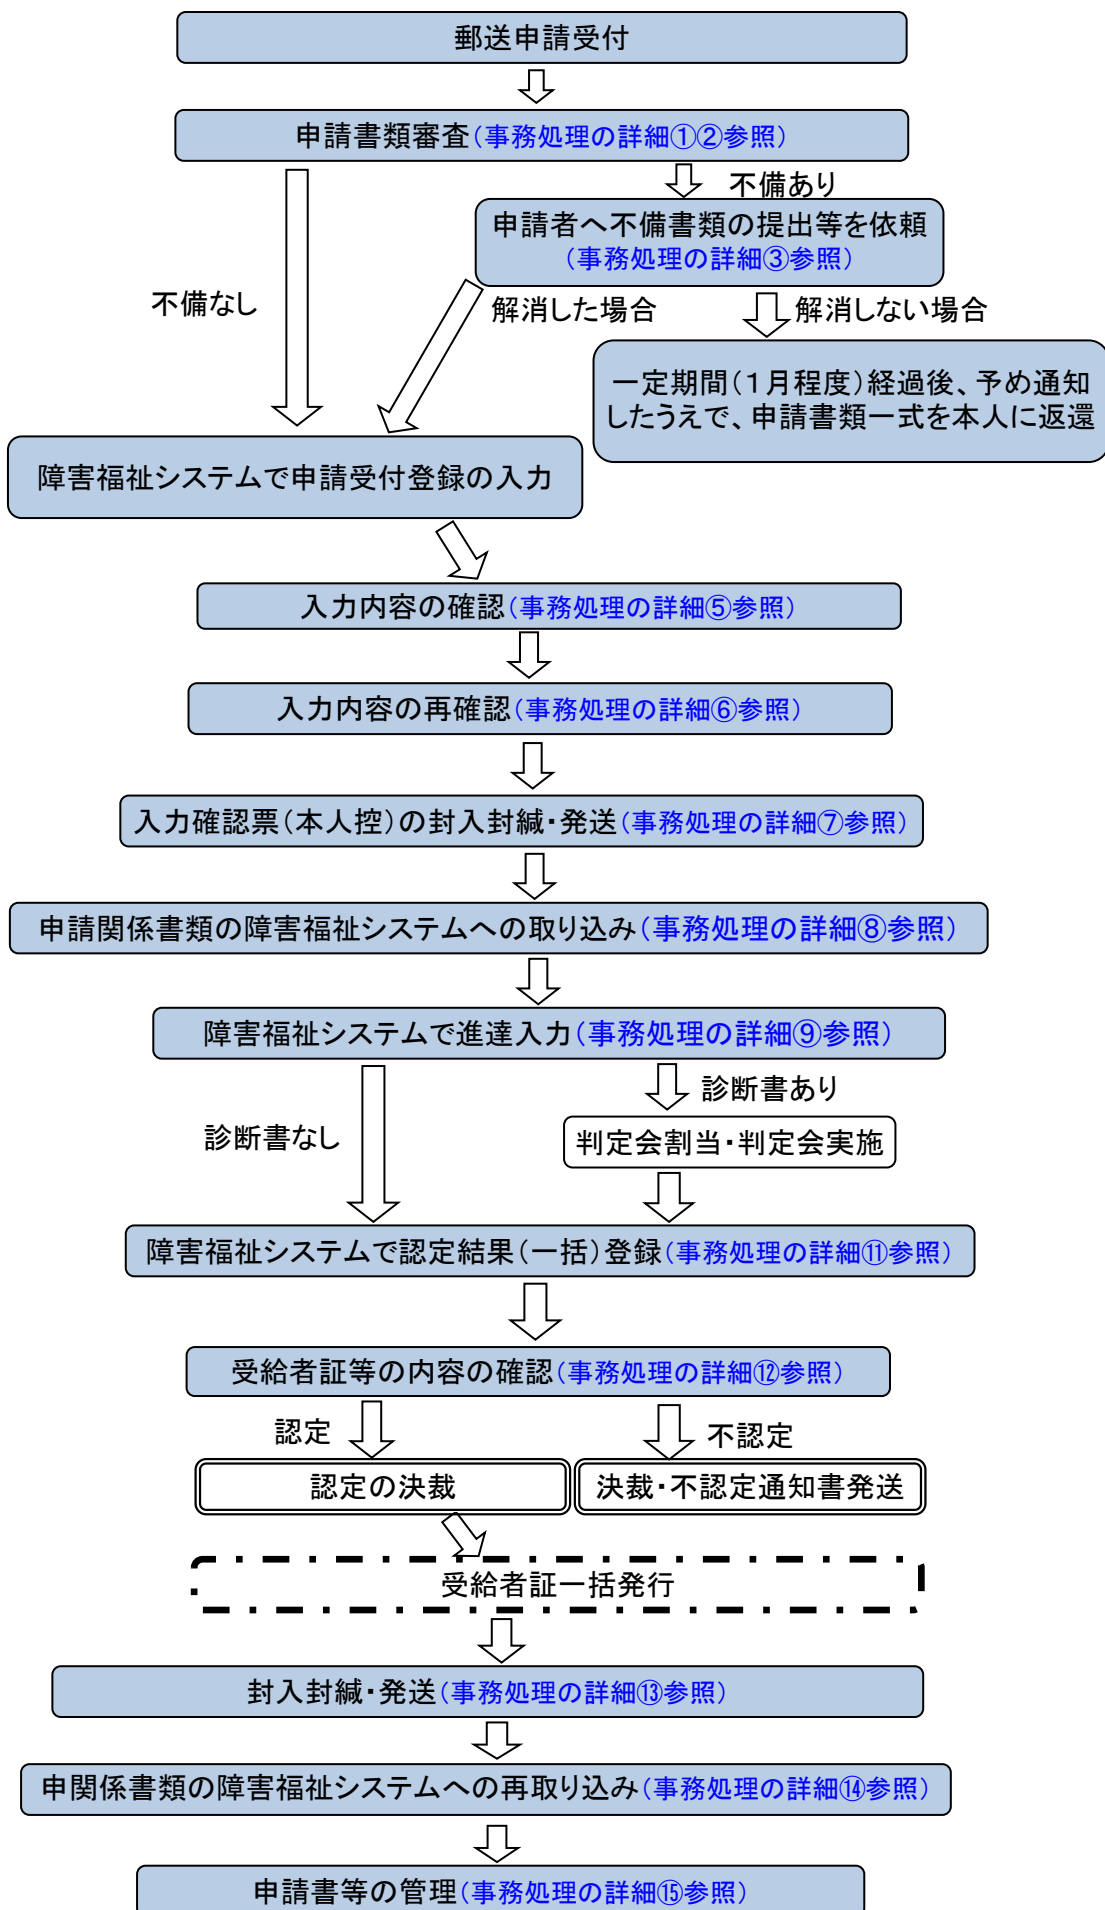 郵送申請受付
申請書類審査(事務処理の詳細①②参照)
不備あり
申請者へ不備書類の提出等を依頼
(事務処理の詳細③参照)
不備なし
解消した場合
解消しない場合
一定期間(1月程度)経過後、予め通知
したうえで、申請書類一式を本人に返還
障害福祉システムで申請受付登録の入力
入力内容の確認(事務処理の詳細⑤参照)
入力内容の再確認(事務処理の詳細⑥参照)
入力確認票(本人控)の封入封緘・発送(事務処理の詳細⑦参照)
申請関係書類の障害福祉システムへの取り込み(事務処理の詳細⑧参照)
障害福祉システムで進達入力(事務処理の詳細⑨参照)
診断書あり
診断書なし
判定会割当・判定会実施
障害福祉システムで認定結果(一括)登録(事務処理の詳細⑪参照)
受給者証等の内容の確認(事務処理の詳細⑫参照)
認定
不認定
認定の決裁
決裁・不認定通知書発送
受給者証一括発行
封入封緘・発送(事務処理の詳細⑬参照)
申関係書類の障害福祉システムへの再取り込み(事務処理の詳細⑭参照)
申請書等の管理(事務処理の詳細⑮参照)